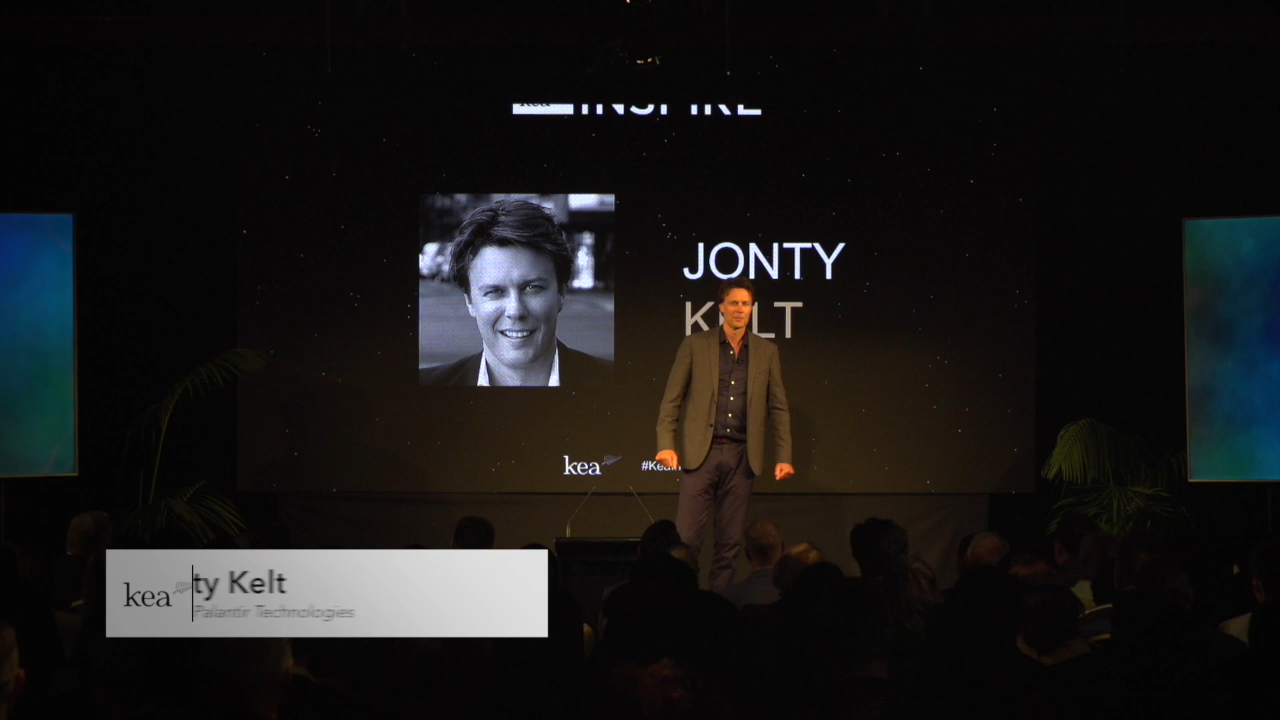 kea INSPIRE
JONTY
KELT
kea
kea
ty Kelt
Palantir Technologies